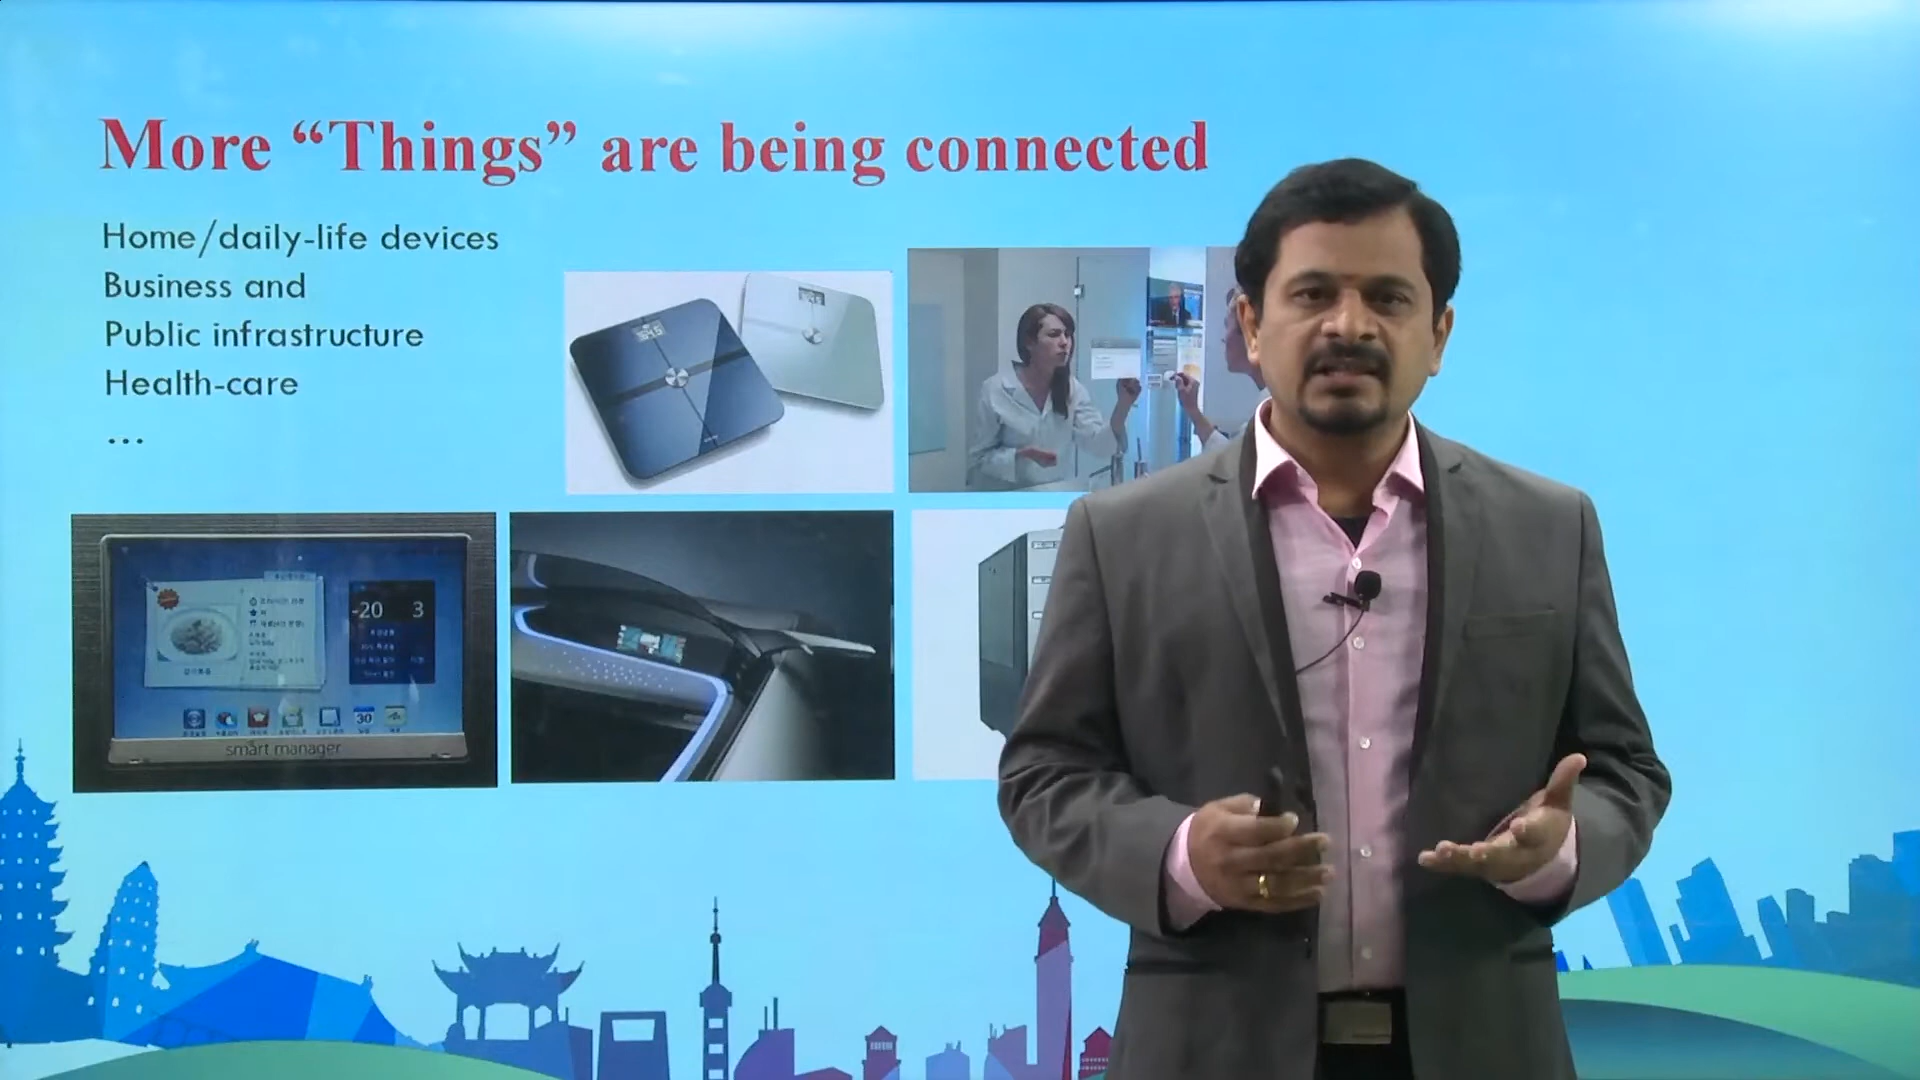 More “Things” are being connected
Home/daily-life devices
Business and
Public infrastructure
Health-care
...
-20 3
30
smart manager